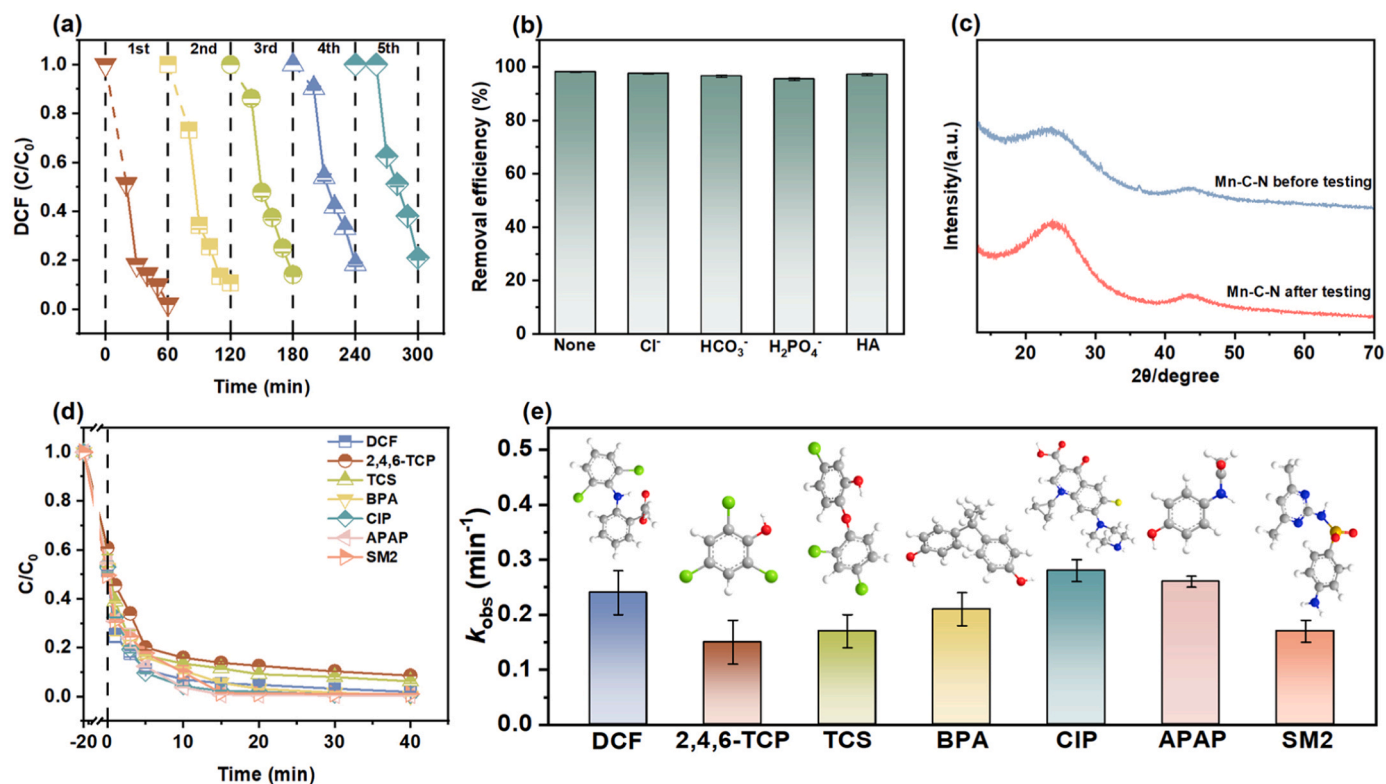 (a)
1st 2nd 3rd 4th 5th
1.0
0.8
0.6
0.4
0.2
0.0
DCF (C/C₀)
0 60 120 180 240 300
Time (min)
(b)
100
80
60
40
20
0
Removal efficiency (%)
None Cl⁻ HCO₃⁻ H₂PO₄⁻ HA
(c)
Intensity/(a.u.)
Mn-C-N before testing
Mn-C-N after testing
20 30 40 50 60 70
2θ/degree
(d)
1.0
0.8
0.6
0.4
0.2
0.0
C/C₀
DCF
2,4,6-TCP
TCS
BPA
CIP
APAP
SM2
-20 0 10 20 30 40
Time (min)
(e)
0.5
0.4
0.3
0.2
0.1
0.0
k_obs (min⁻¹)
DCF 2,4,6-TCP TCS BPA CIP APAP SM2